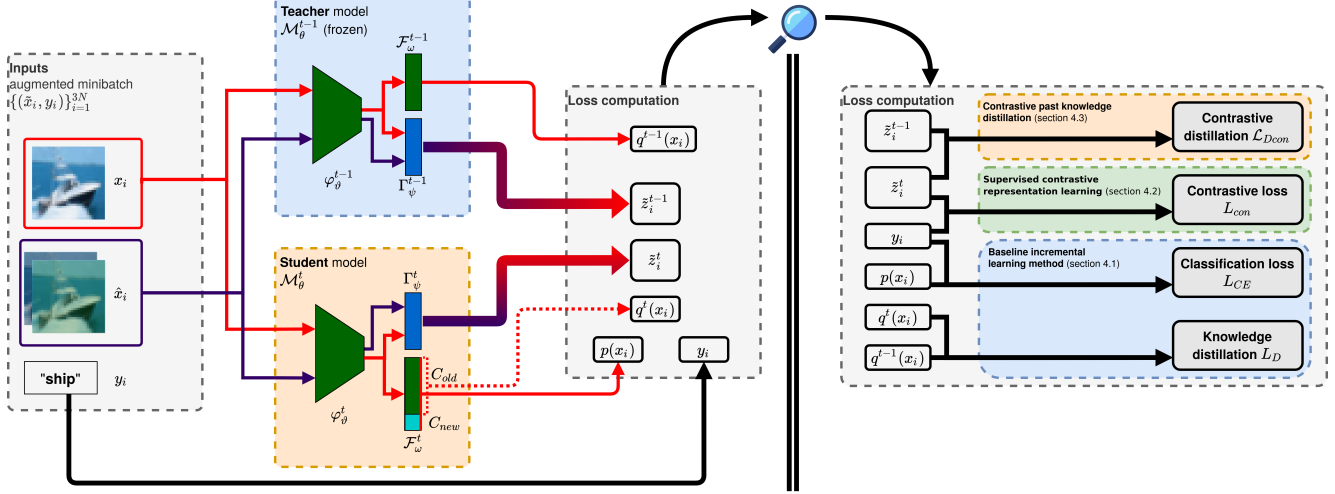 Inputs
augmented minibatch
{(x̃_i, y_i)}_{i=1}^{3N}
x_i
x̂_i
"ship"
y_i
Teacher model
M_θ^{t-1} (frozen)
F_ω^{t-1}
φ_ϑ^{t-1}
Γ_ψ^{t-1}
Student model
M_θ^t
Γ_ψ^t
C_{old}
C_{new}
φ_ϑ^t
F_ω^t
Loss computation
q^{t-1}(x_i)
z̃_i^{t-1}
z̃_i^t
q^t(x_i)
p(x_i)
y_i
Loss computation
z̃_i^{t-1}
z̃_i^t
y_i
p(x_i)
q^t(x_i)
q^{t-1}(x_i)
Contrastive past knowledge
distillation (section 4.3)
Contrastive
distillation L_{Dcon}
Supervised contrastive
representation learning (section 4.2)
Contrastive loss
L_{con}
Baseline incremental
learning method (section 4.1)
Classification loss
L_{CE}
Knowledge
distillation L_D